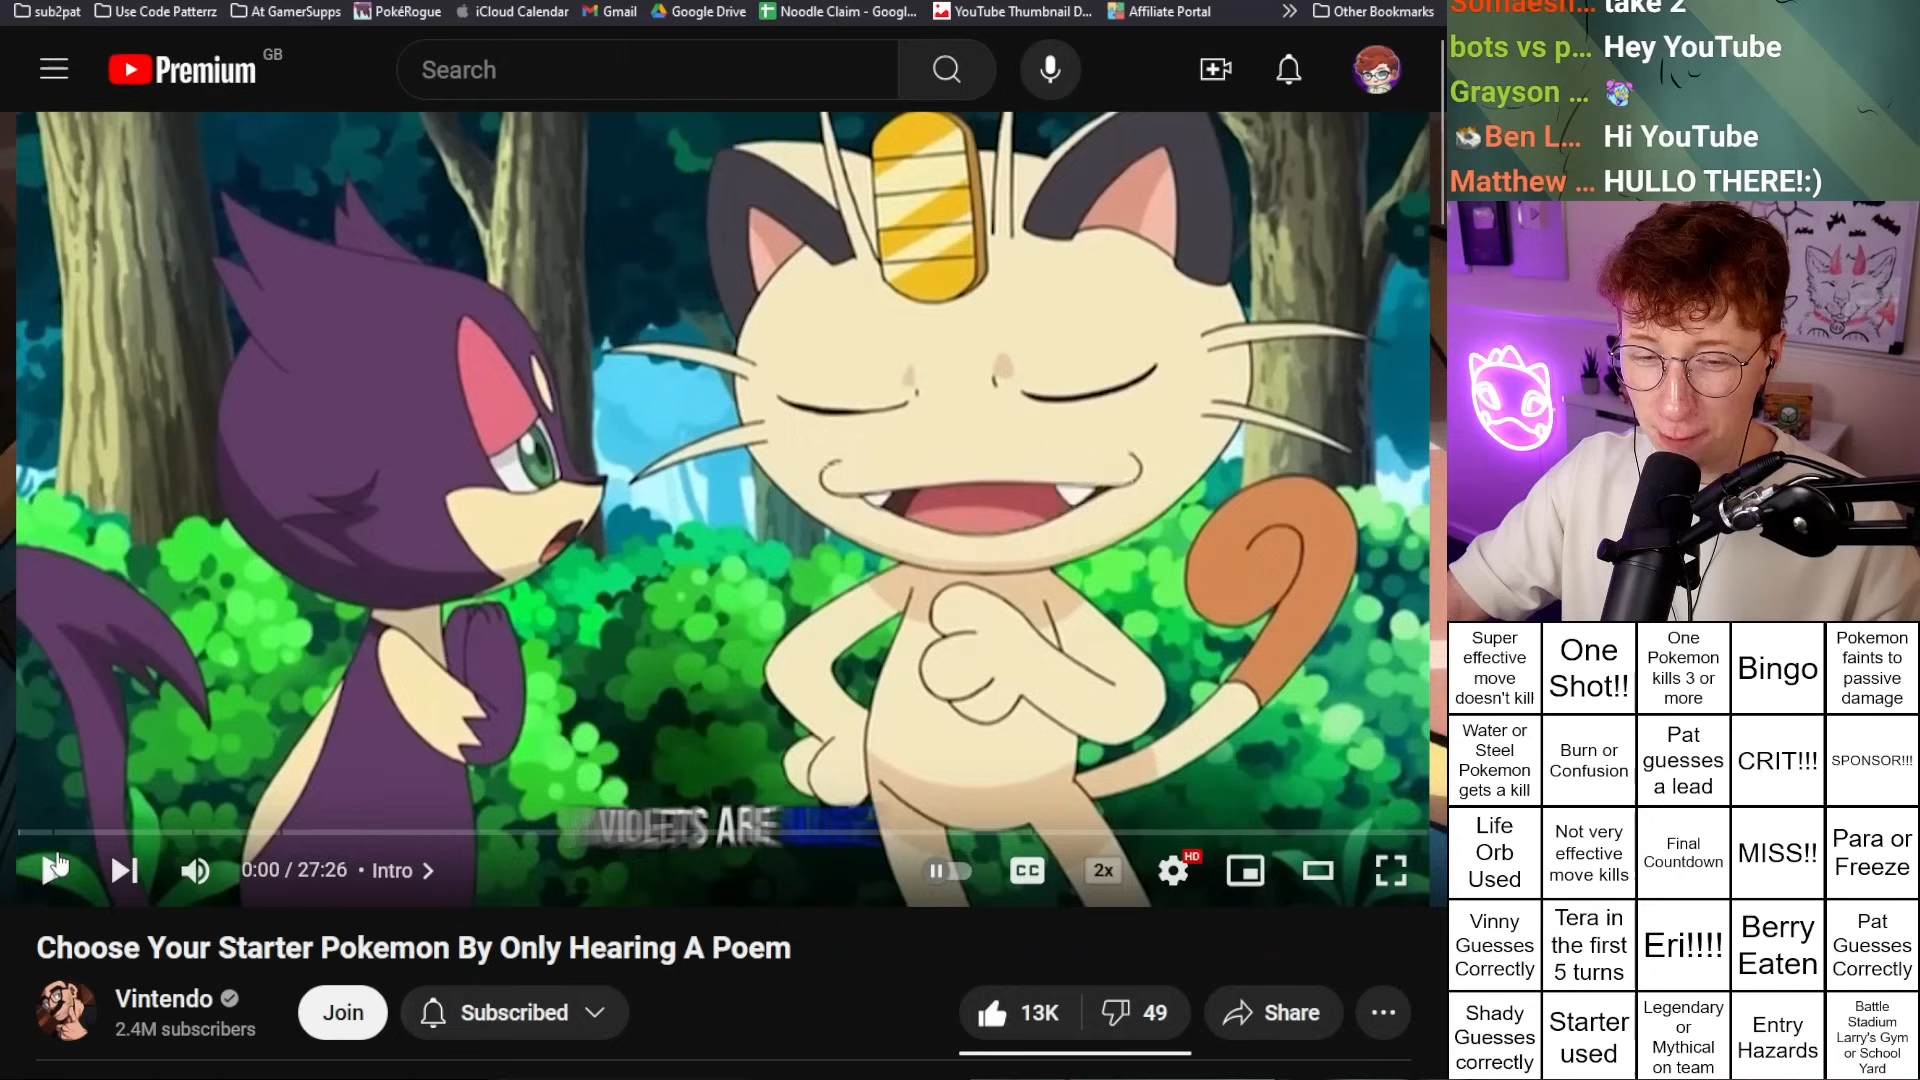 sub2pat
Use Code Patterrz
At GamerSupps
PokéRogue
iCloud Calendar
Gmail
Google Drive
Noodle Claim - Googl...
YouTube Thumbnail D...
Affiliate Portal
Other Bookmarks
Premium
GB
Search
take 2
bots vs p... Hey YouTube
Grayson ...
Ben L... Hi YouTube
Matthew ... HULLO THERE!:)
VIOLETS ARE
0:00 / 27:26 • Intro
CC
2x
HD
Choose Your Starter Pokemon By Only Hearing A Poem
Vintendo
2.4M subscribers
Join
Subscribed
13K
49
Share
Super
effective
move
doesn't kill
One
Shot!!
One
Pokemon
kills 3 or
more
Bingo
Pokemon
faints to
passive
damage
Water or
Steel
Pokemon
gets a kill
Burn or
Confusion
Pat
guesses
a lead
CRIT!!!
SPONSOR!!!
Life
Orb
Used
Not very
effective
move kills
Final
Countdown
MISS!!
Para or
Freeze
Vinny
Guesses
Correctly
Tera in
the first
5 turns
Eri!!!!
Berry
Eaten
Pat
Guesses
Correctly
Shady
Guesses
correctly
Starter
used
Legendary
or
Mythical
on team
Entry
Hazards
Battle
Stadium
Larry's Gym
or School
Yard